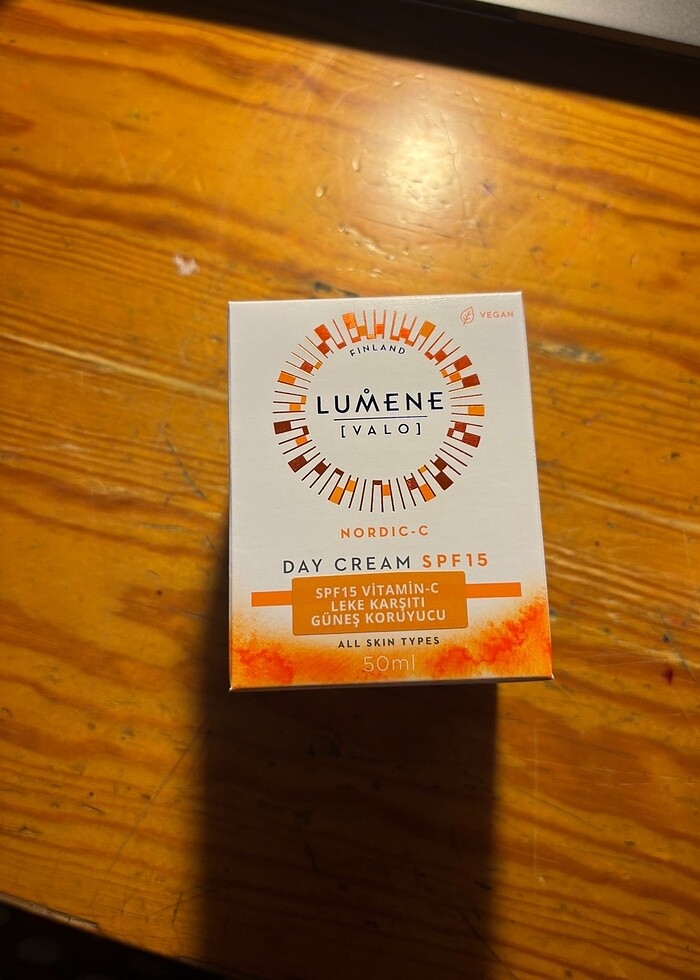 VEGAN
FINLAND
LUMENE
[VALO]
NORDIC-C
DAY CREAM SPF15
SPF15 VİTAMİN-C
LEKE KARŞITI
GÜNEŞ KORUYUCU
ALL SKIN TYPES
50ml